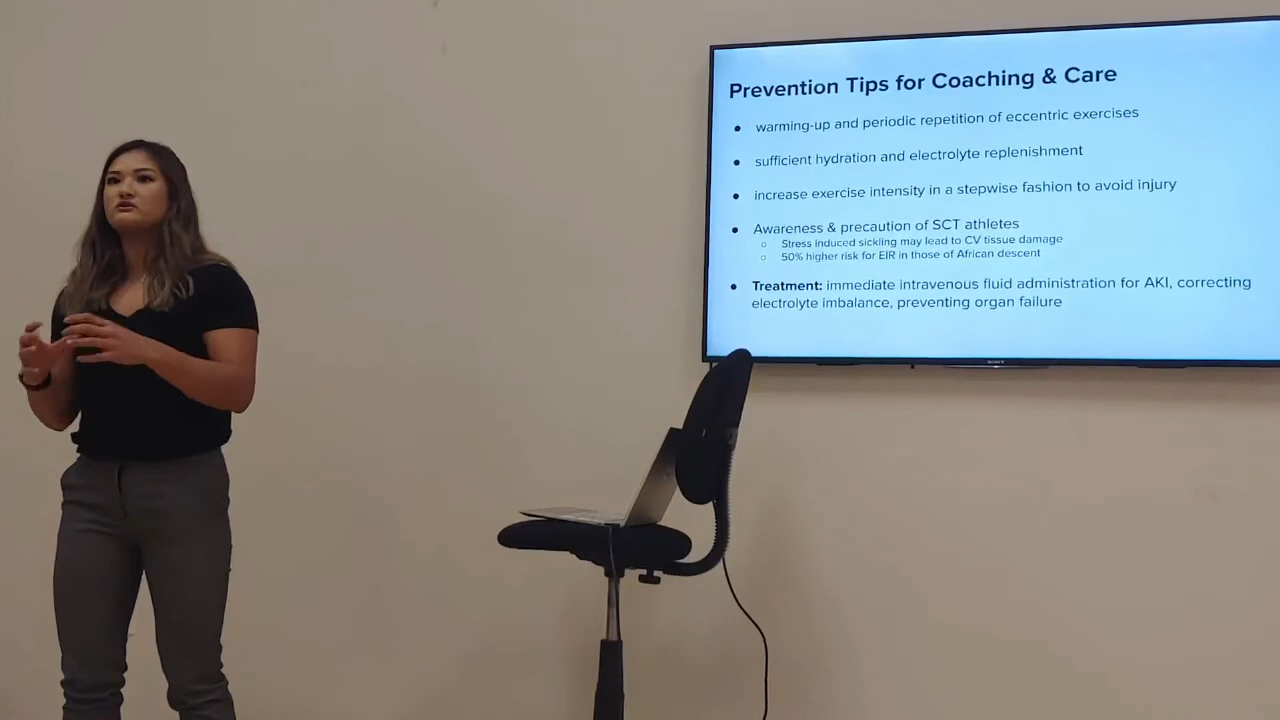 Prevention Tips for Coaching & Care
● warming-up and periodic repetition of eccentric exercises
● sufficient hydration and electrolyte replenishment
● increase exercise intensity in a stepwise fashion to avoid injury
● Awareness & precaution of SCT athletes
○ Stress induced sickling may lead to CV tissue damage
○ 50% higher risk for EIR in those of African descent
● Treatment: immediate intravenous fluid administration for AKI, correcting
electrolyte imbalance, preventing organ failure
SONY